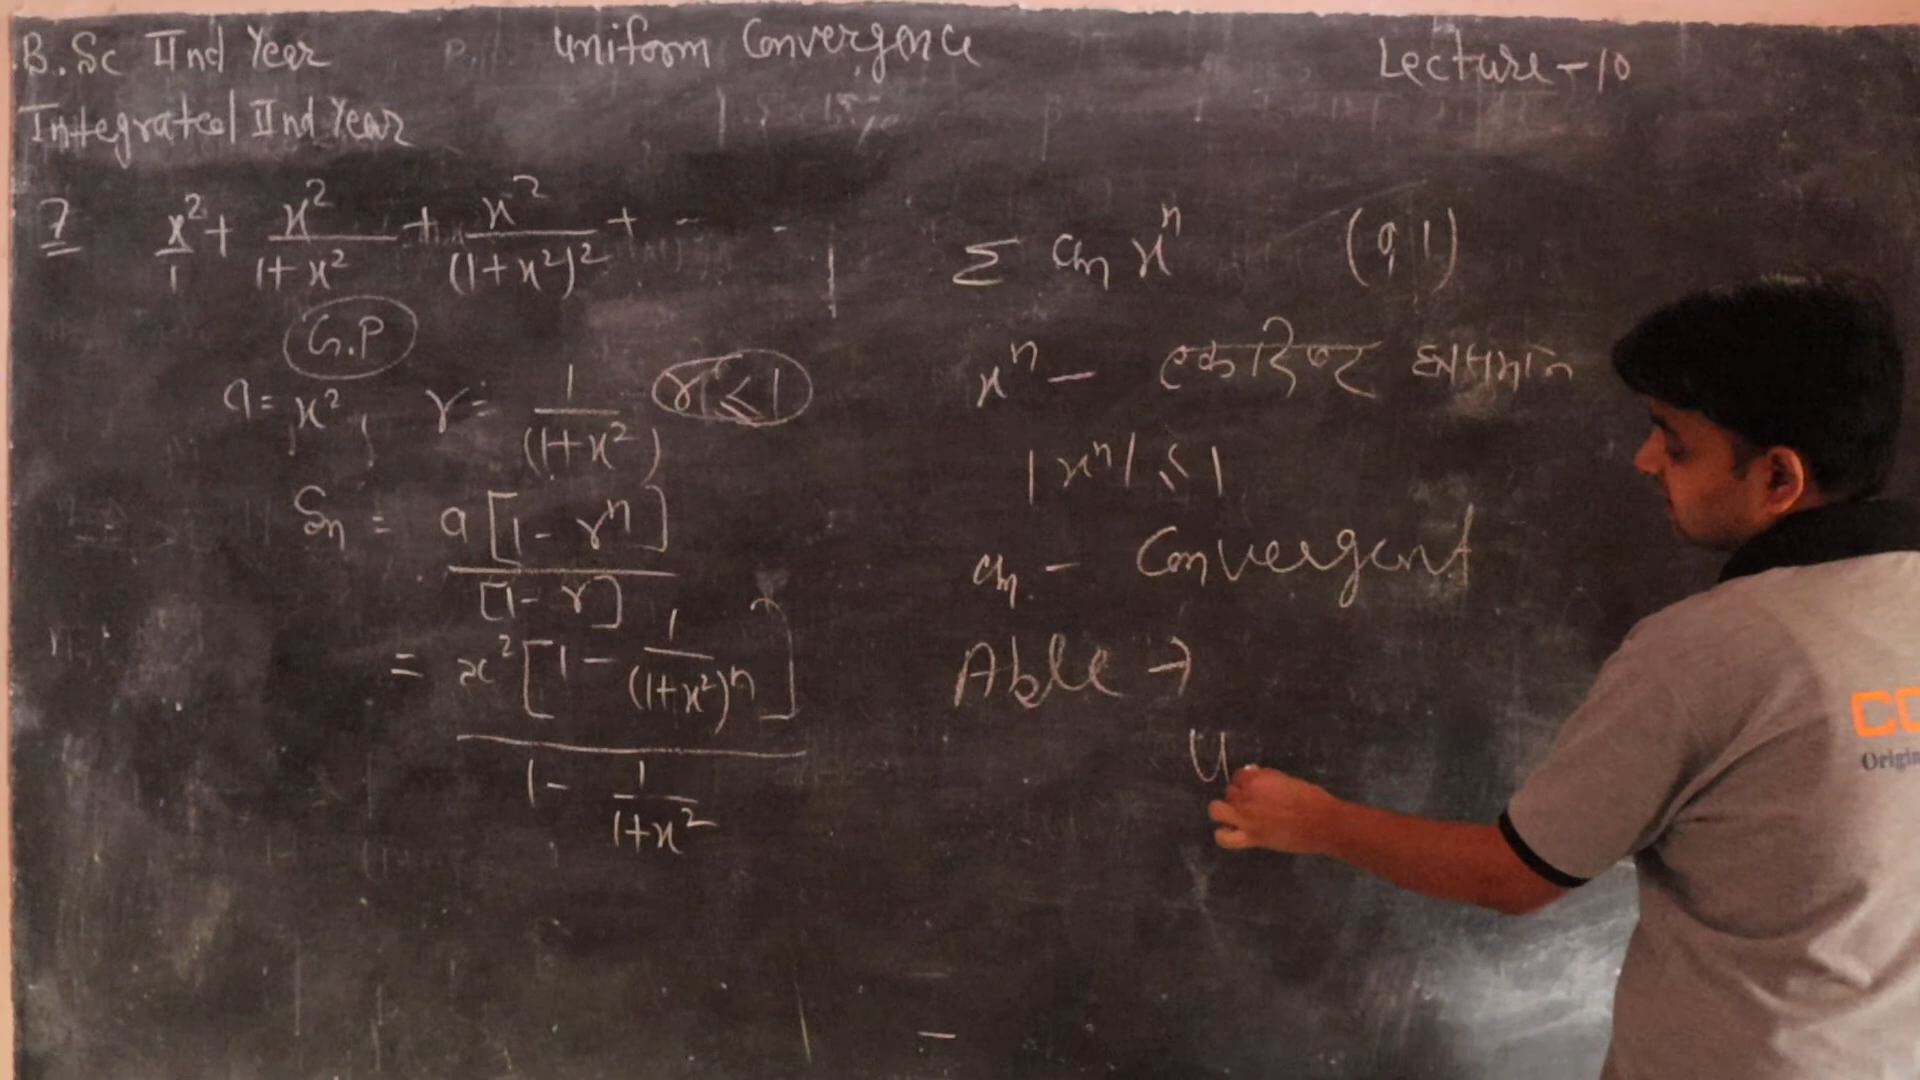 B.Sc IInd Year
Uniform Convergence
Lecture-10
Integrated IInd Year
7 x²/1 + x²/(1+x²) + x²/(1+x²)² + - -
G.P
a = x², r = 1/(1+x²) r ≤ 1
Sn = a[1 - rⁿ]/[1 - r]
= x²[1 - 1/(1+x²)ⁿ]/(1 - 1/(1+x²))
Σ an xⁿ (0, 1)
xⁿ - एकदिष्ट
|xⁿ| ≤ 1
an - Convergent
Able →
U
CO
Origin